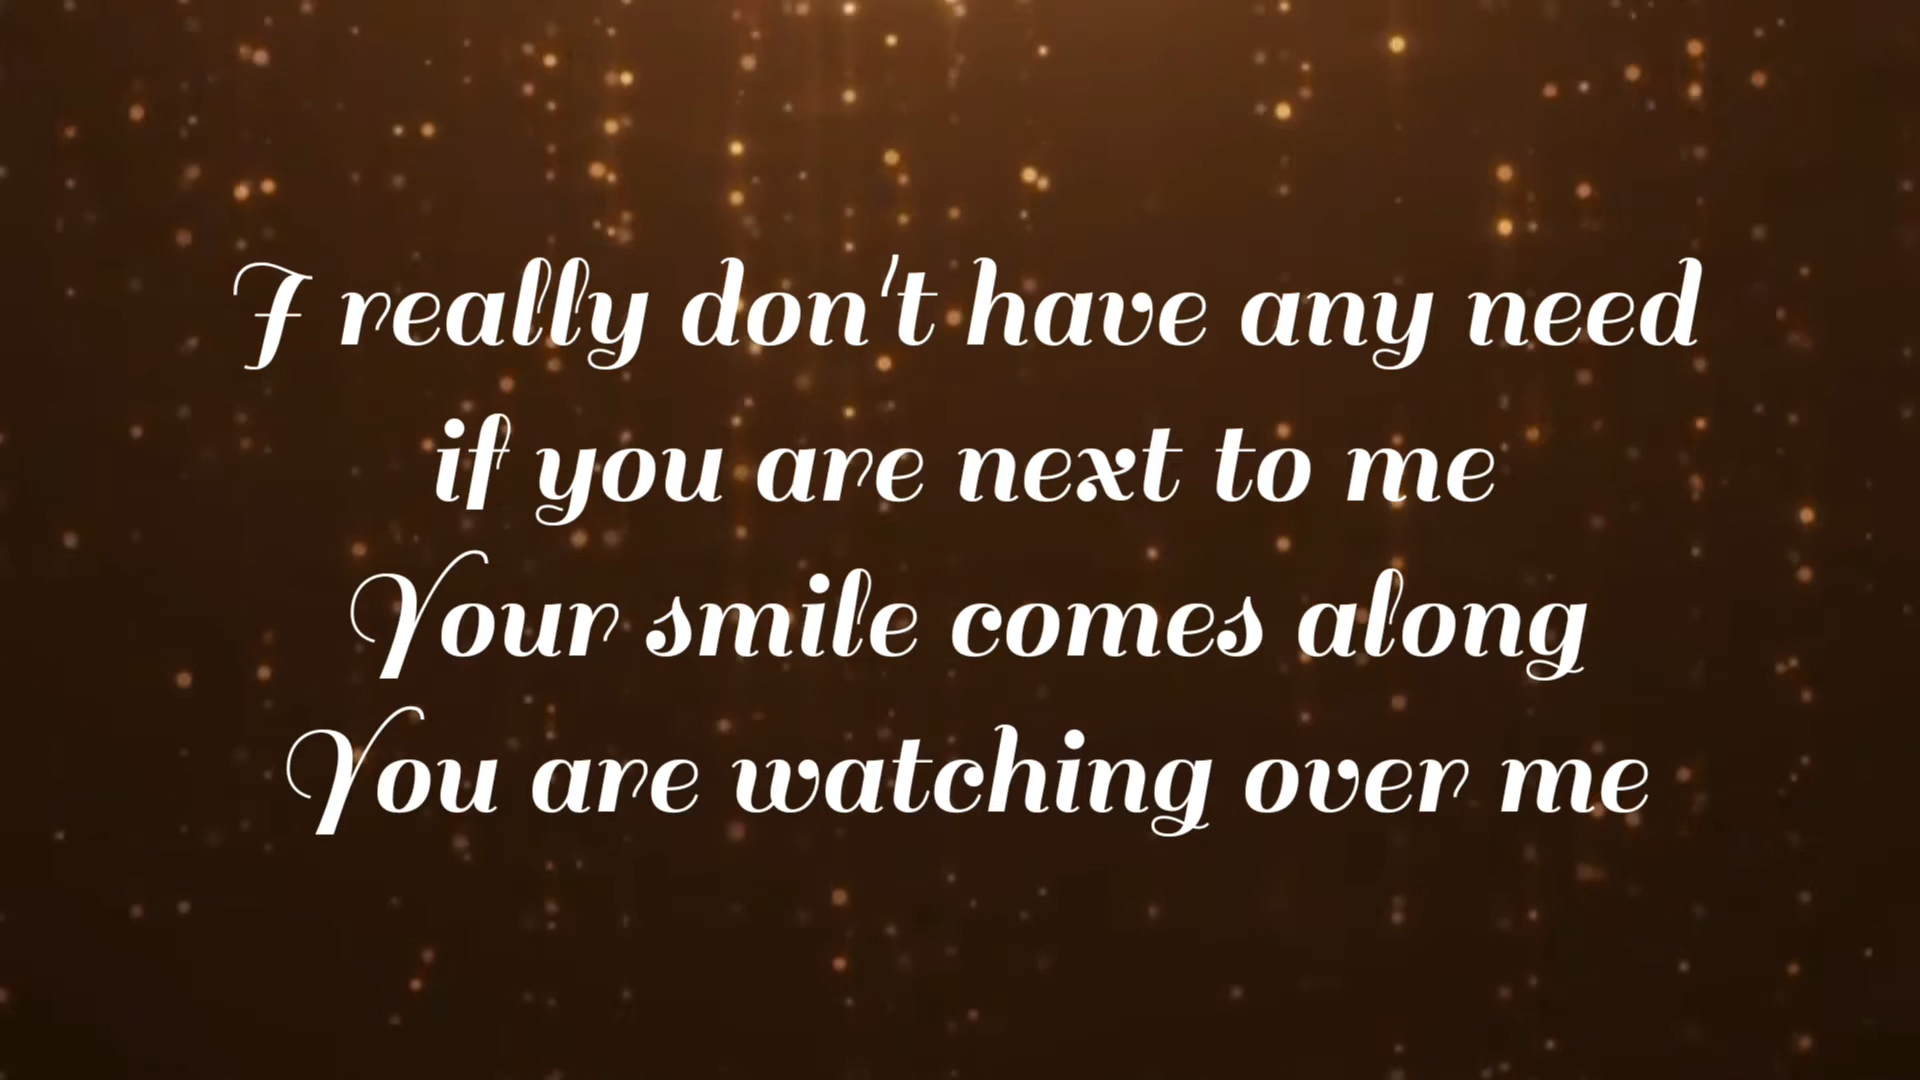 I really don't have any need
if you are next to me
Your smile comes along
You are watching over me